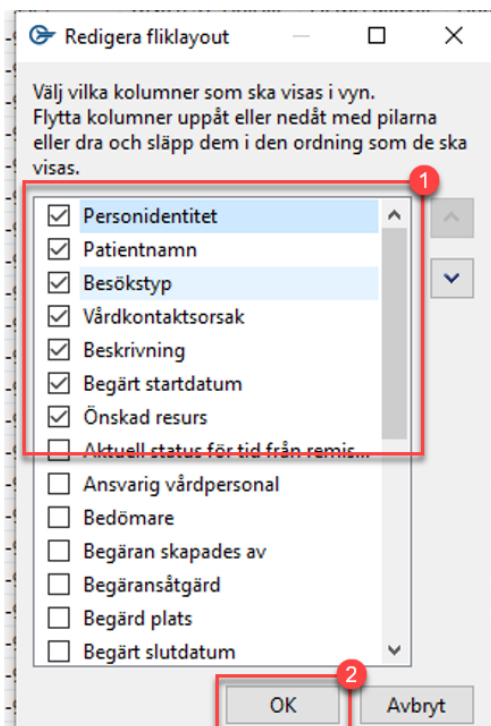 Redigera fliklayout
Välj vilka kolumner som ska visas i vyn.
Flytta kolumner uppåt eller nedåt med pilarna
eller dra och släpp dem i den ordning som de ska
visas.
1
Personidentitet
Patientnamn
Besökstyp
Vårdkontaktsorsak
Beskrivning
Begärt startdatum
Önskad resurs
Aktuell status för tid från remis...
Ansvarig vårdpersonal
Bedömare
Begäran skapades av
Begäransåtgärd
Begärd plats
Begärt slutdatum
2
OK Avbryt